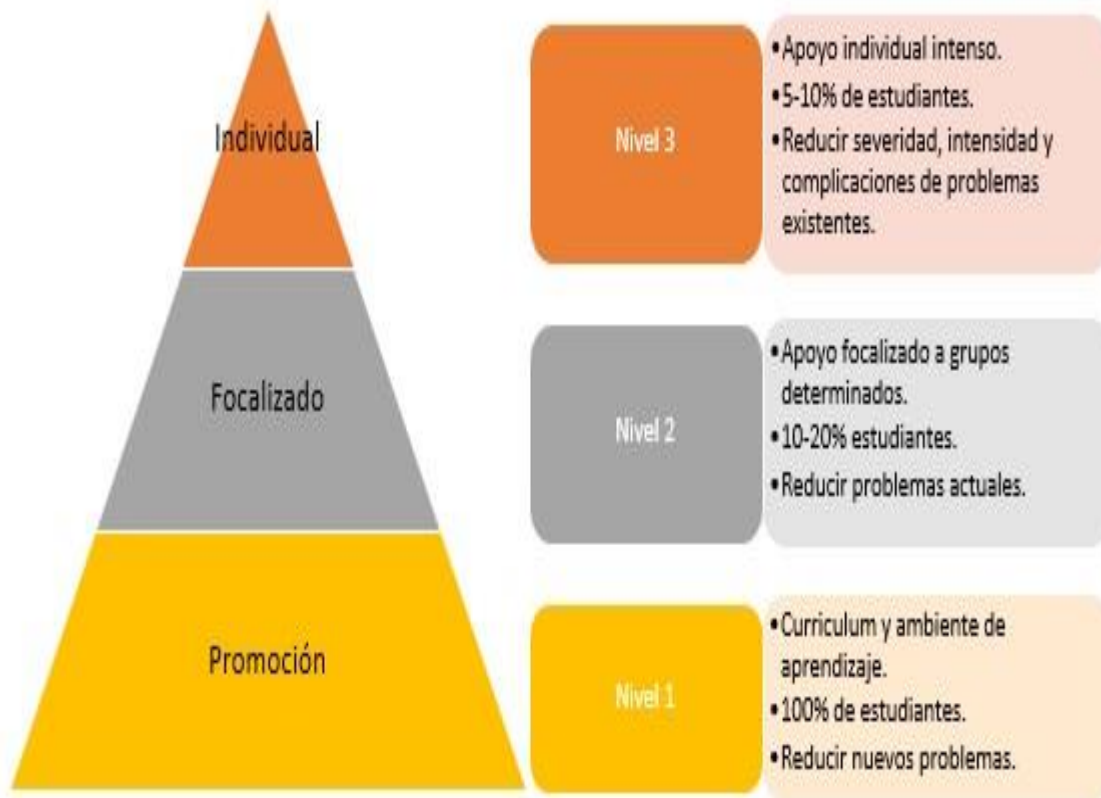 Individual
Nivel 3
•Apoyo individual intenso.
•5-10% de estudiantes.
•Reducir severidad, intensidad y
complicaciones de problemas
existentes.
Focalizado
Nivel 2
•Apoyo focalizado a grupos
determinados.
•10-20% estudiantes.
•Reducir problemas actuales.
Promoción
Nivel 1
•Curriculum y ambiente de
aprendizaje.
•100% de estudiantes.
•Reducir nuevos problemas.